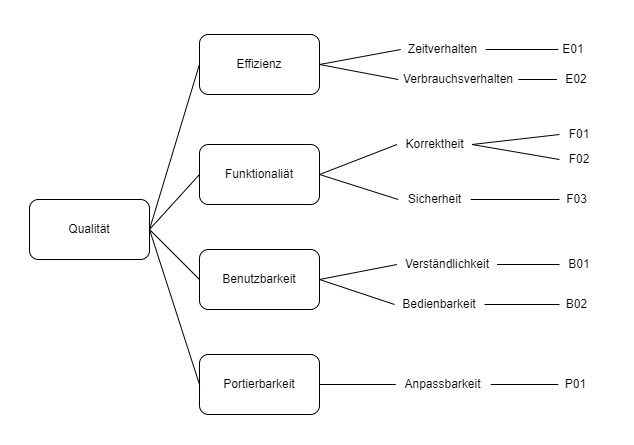 Effizienz
Zeitverhalten
E01
Verbrauchsverhalten
E02
Funktionaliät
Korrektheit
F01
F02
Sicherheit
F03
Qualität
Benutzbarkeit
Verständlichkeit
B01
Bedienbarkeit
B02
Portierbarkeit
Anpassbarkeit
P01